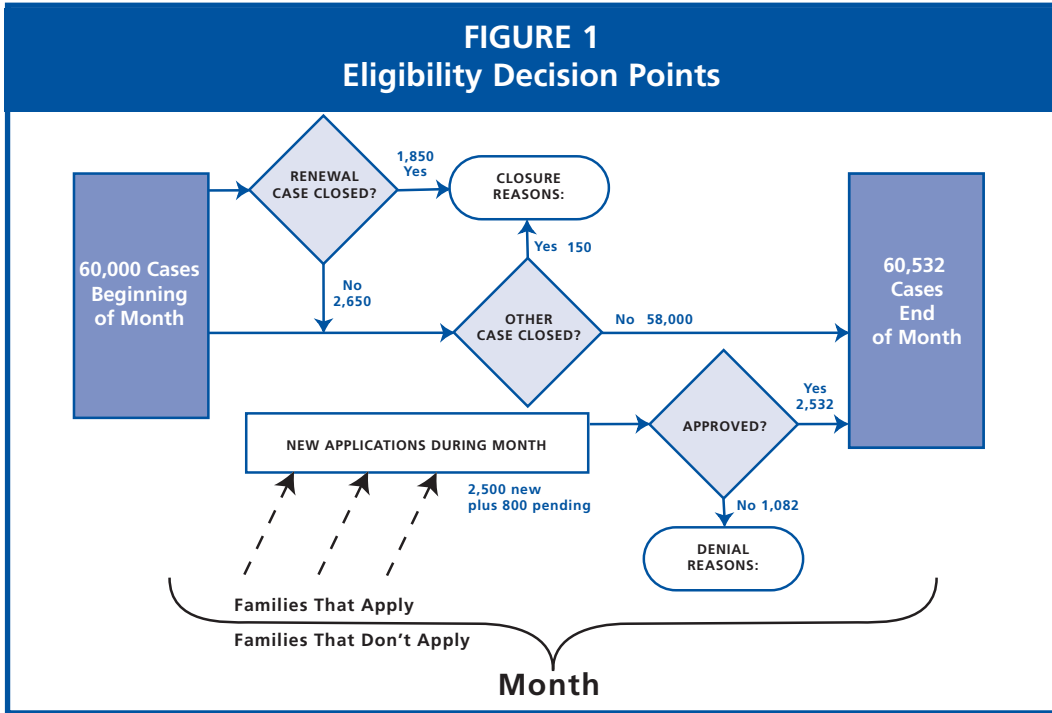 FIGURE 1
Eligibility Decision Points
60,000 Cases
Beginning
of Month
RENEWAL
CASE CLOSED?
1,850
Yes
CLOSURE
REASONS:
No
2,650
Yes 150
OTHER
CASE CLOSED?
No 58,000
60,532
Cases
End
of Month
NEW APPLICATIONS DURING MONTH
2,500 new
plus 800 pending
APPROVED?
Yes
2,532
No 1,082
DENIAL
REASONS:
Families That Apply
Families That Don't Apply
Month